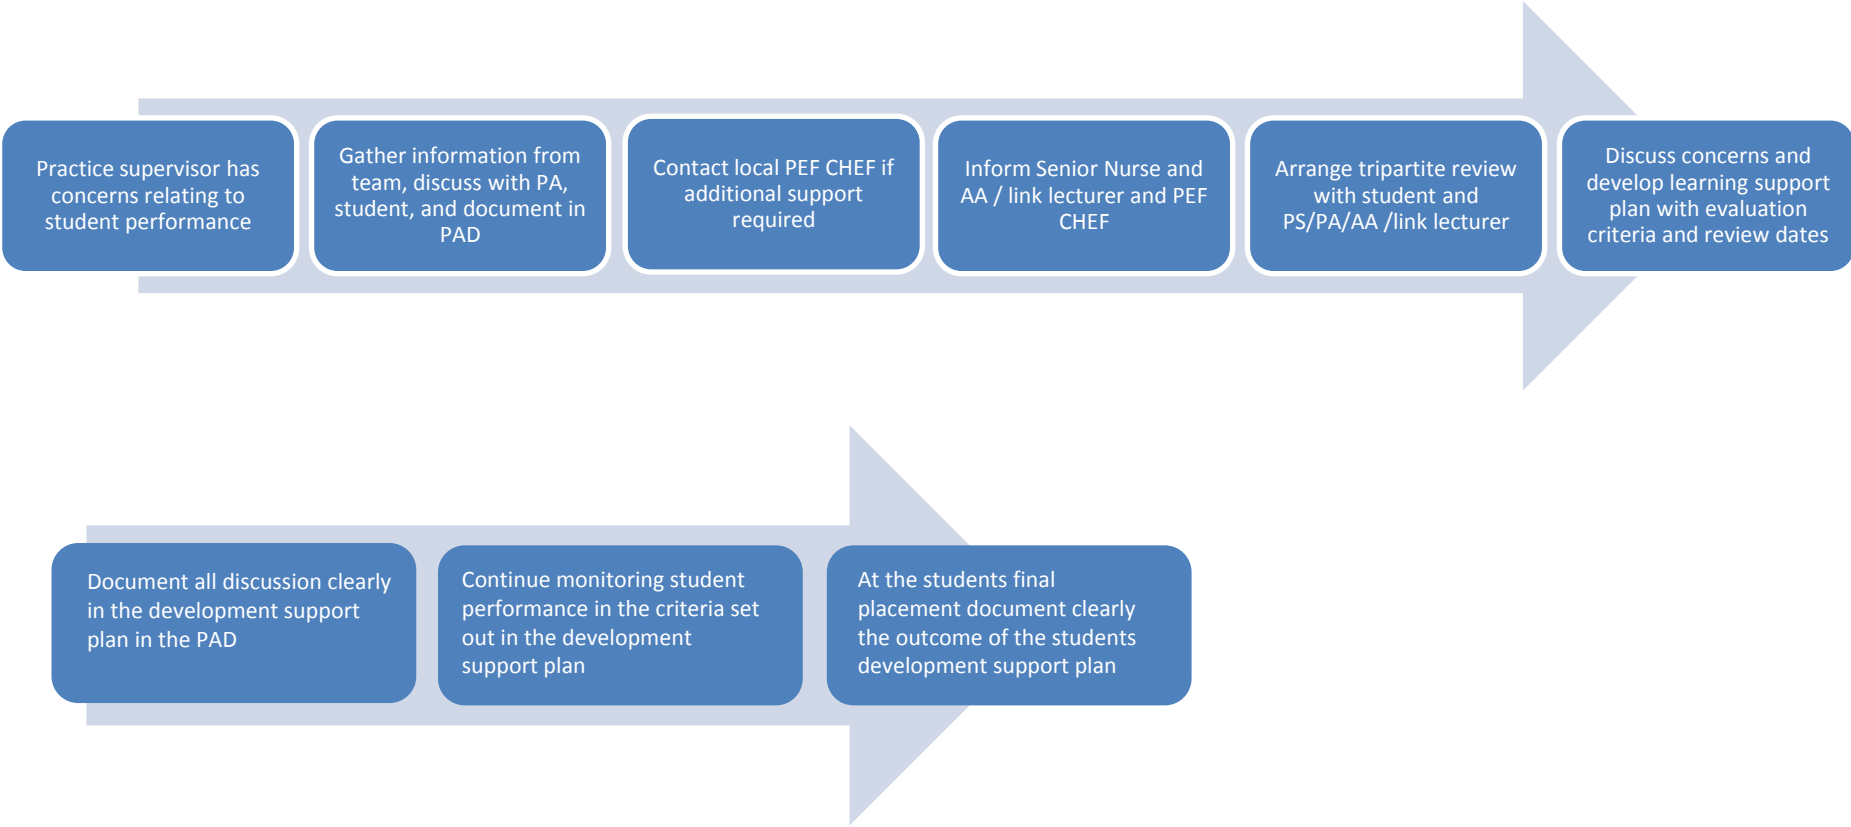 Practice supervisor has
concerns relating to
student performance
Gather information from
team, discuss with PA,
student, and document in
PAD
Contact local PEF CHEF if
additional support
required
Inform Senior Nurse and
AA / link lecturer and PEF
CHEF
Arrange tripartite review
with student and
PS/PA/AA /link lecturer
Discuss concerns and
develop learning support
plan with evaluation
criteria and review dates
Document all discussion clearly
in the development support
plan in the PAD
Continue monitoring student
performance in the criteria set
out in the development
support plan
At the students final
placement document clearly
the outcome of the students
development support plan